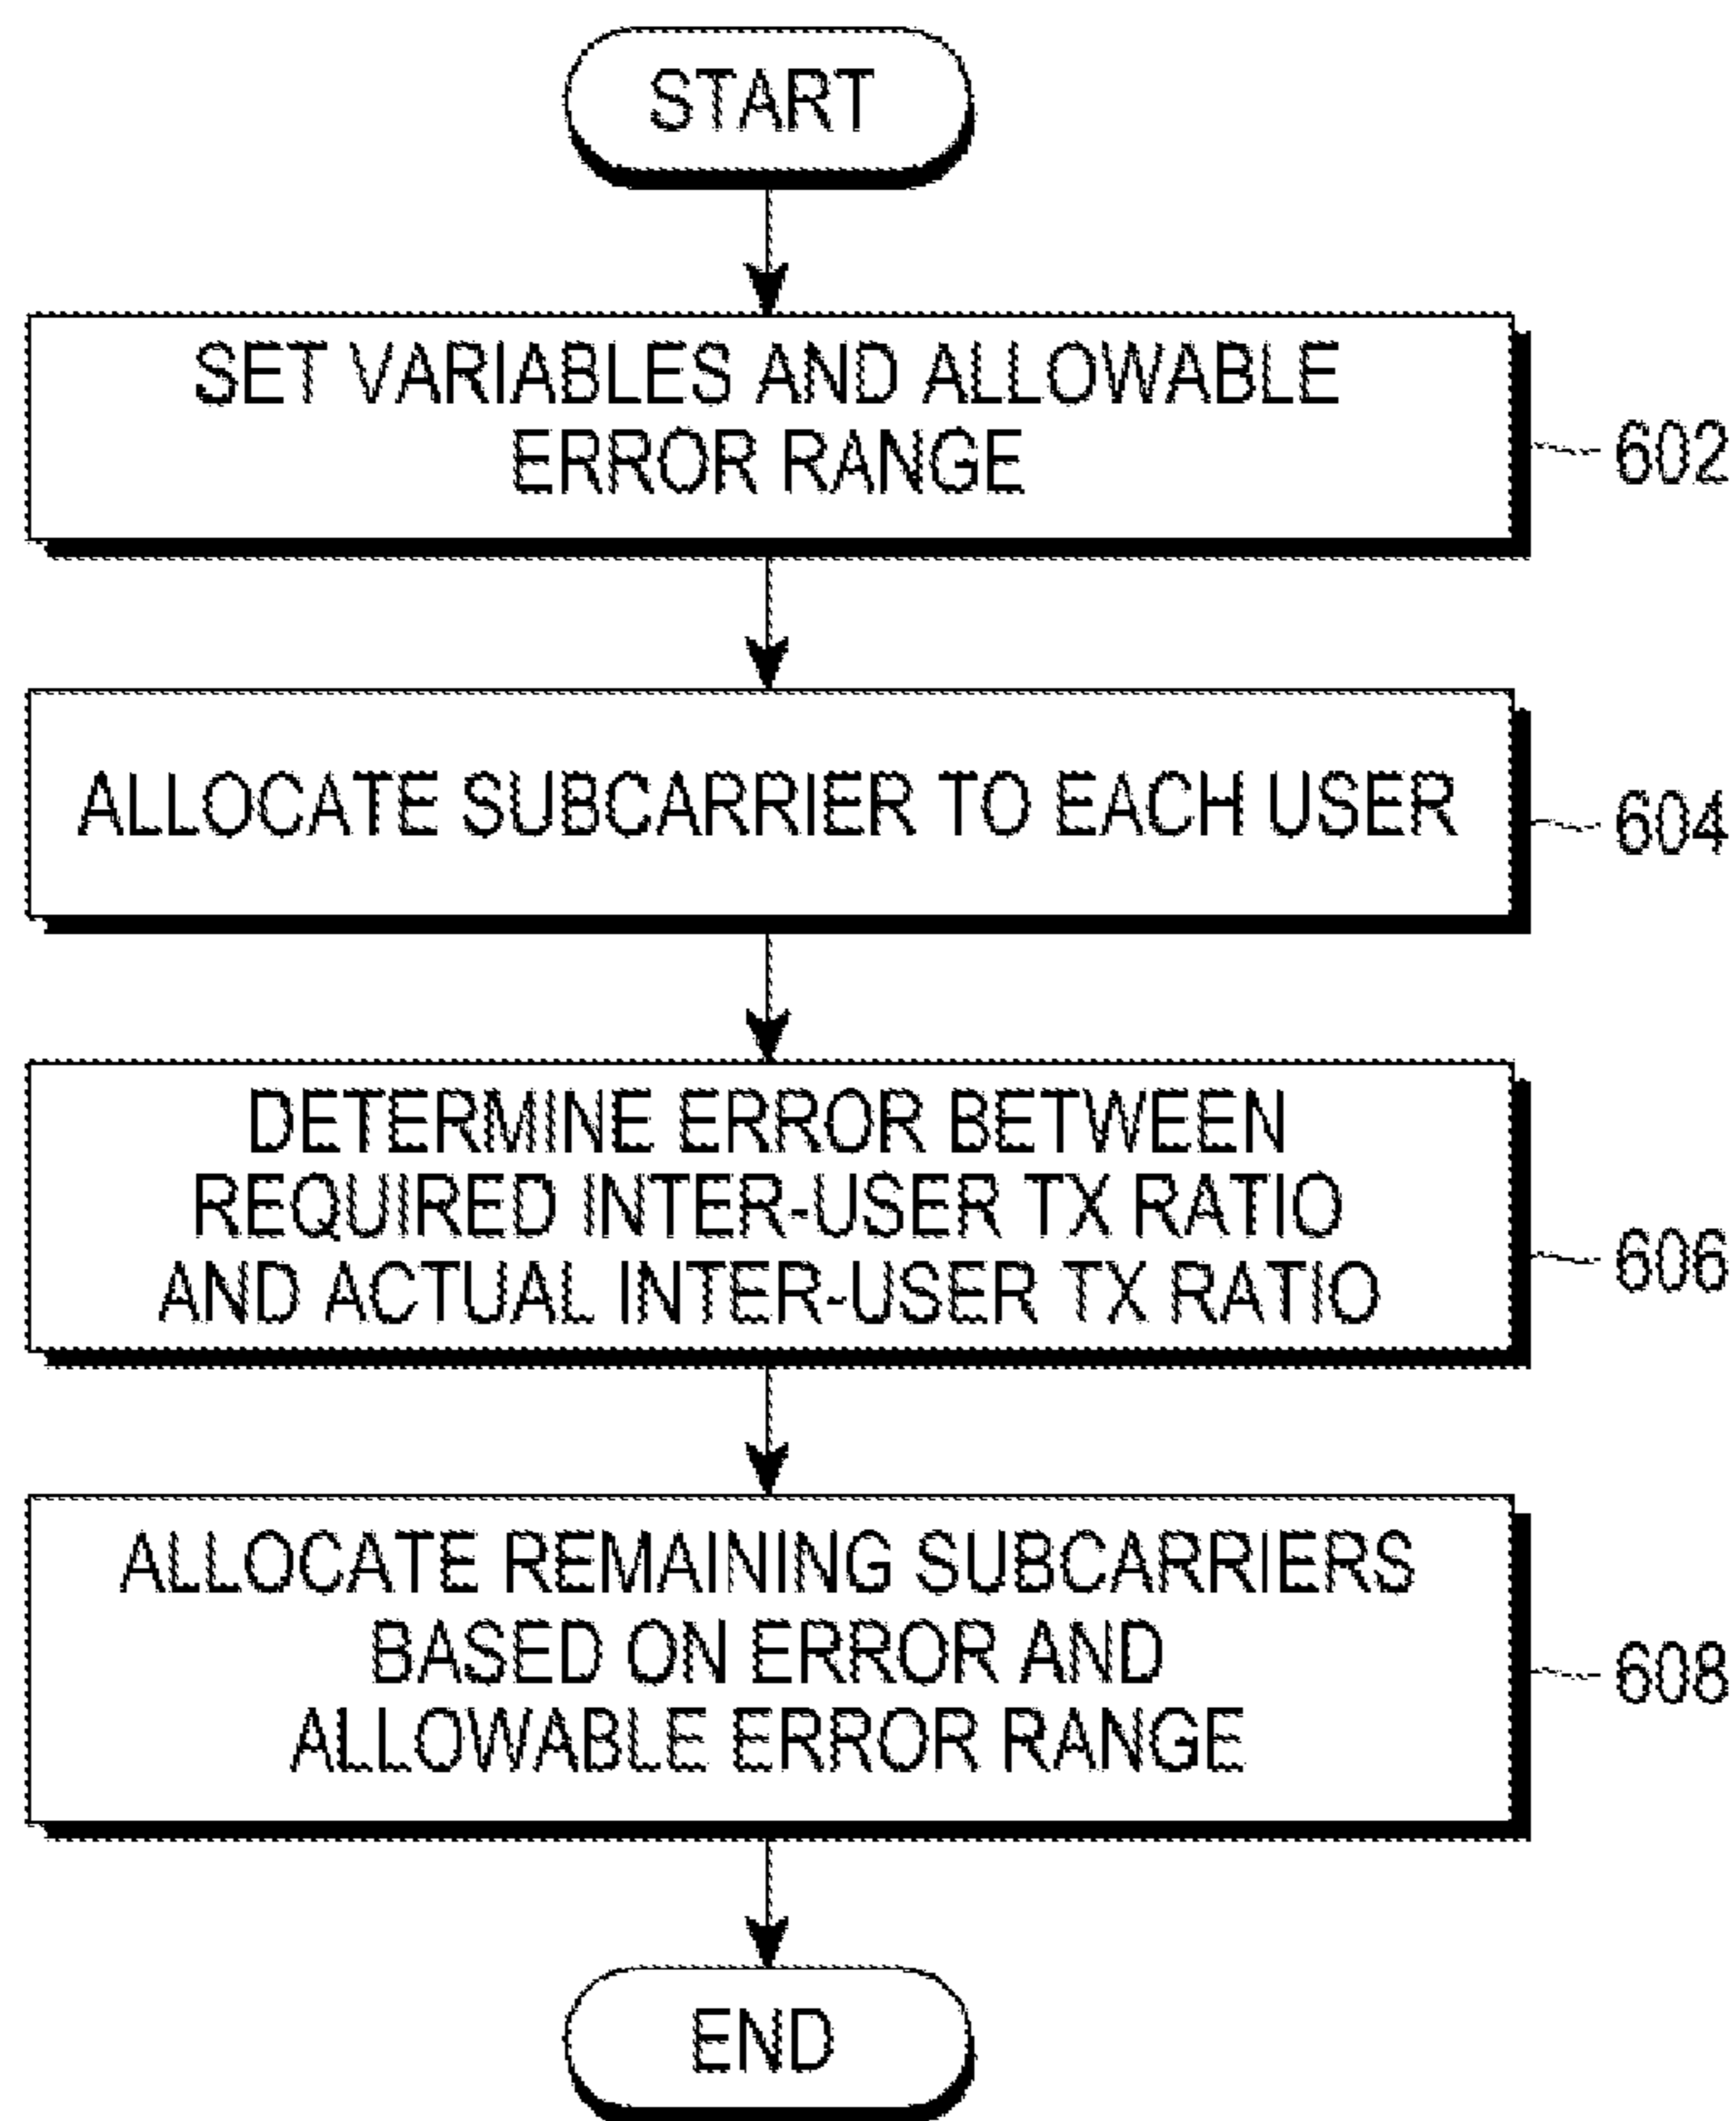 START
SET VARIABLES AND ALLOWABLE
ERROR RANGE
602
ALLOCATE SUBCARRIER TO EACH USER
604
DETERMINE ERROR BETWEEN
REQUIRED INTER-USER TX RATIO
AND ACTUAL INTER-USER TX RATIO
606
ALLOCATE REMAINING SUBCARRIERS
BASED ON ERROR AND
ALLOWABLE ERROR RANGE
608
END